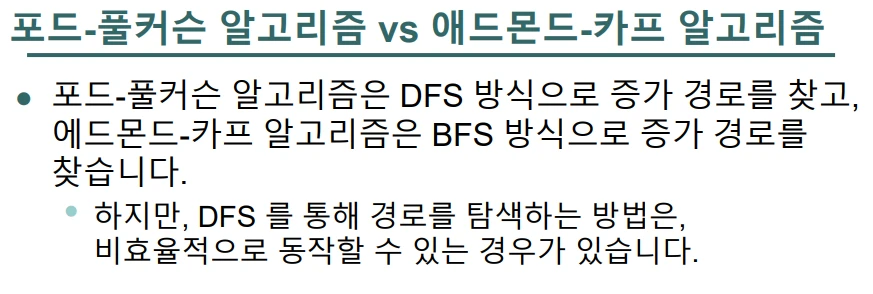 포드-풀커슨 알고리즘 vs 애드몬드-카프 알고리즘
포드-풀커슨 알고리즘은 DFS 방식으로 증가 경로를 찾고,
에드몬드-카프 알고리즘은 BFS 방식으로 증가 경로를
찾습니다.
하지만, DFS 를 통해 경로를 탐색하는 방법은,
비효율적으로 동작할 수 있는 경우가 있습니다.